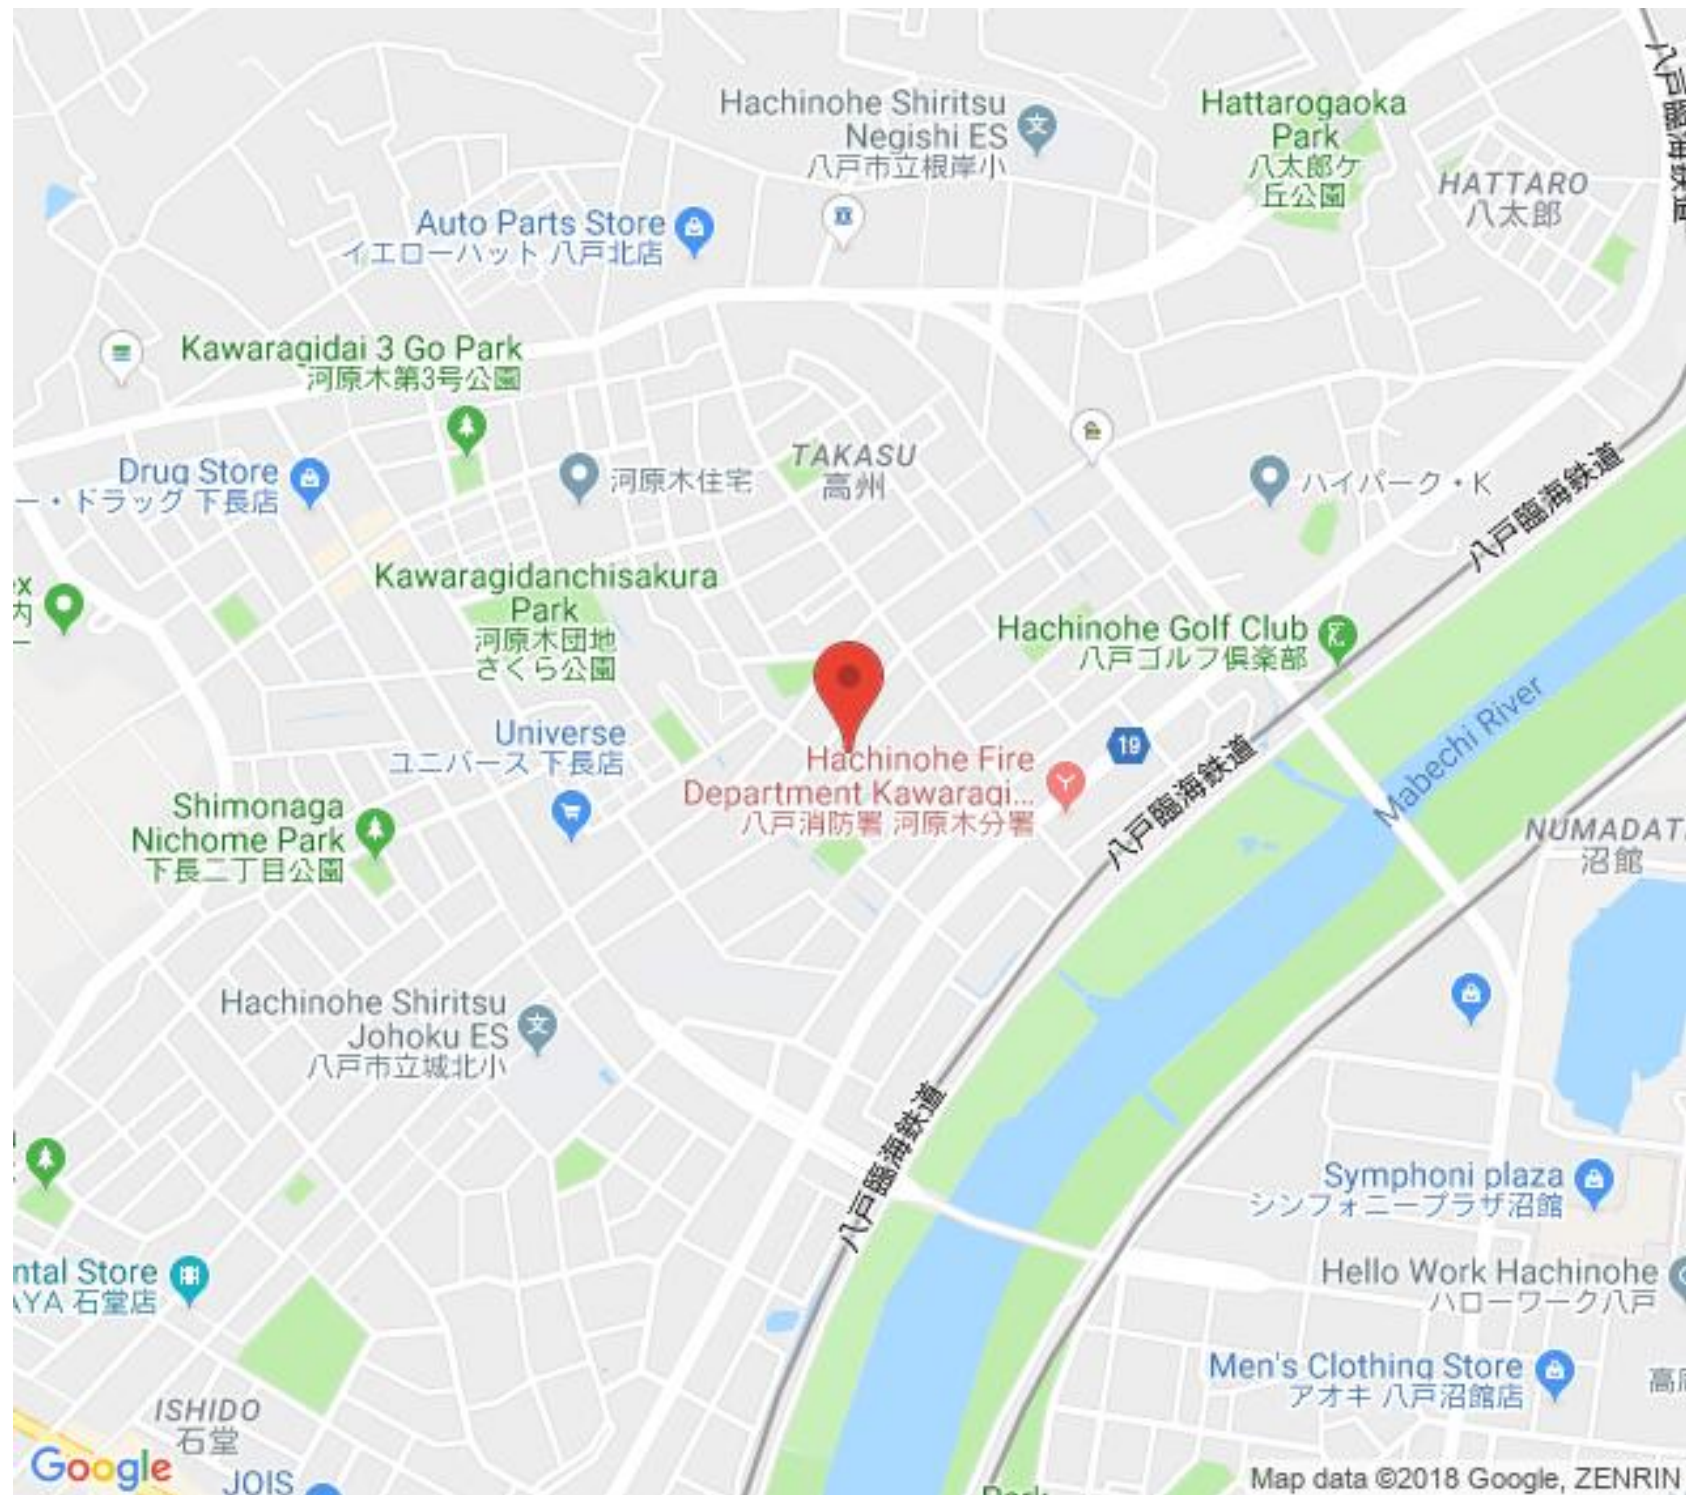 八戸臨海鉄道
Hachinohe Shiritsu
Negishi ES
八戸市立根岸小
Hattarogaoka
Park
八太郎ケ
丘公園
HATTARO
八太郎
Auto Parts Store
イエローハット 八戸北店
Kawaragidai 3 Go Park
河原木第3号公園
TAKASU
高州
Drug Store
ー・ドラッグ 下長店
河原木住宅
ハイパーク・K
八戸臨海鉄道
Kawaragidanchisakura
Park
河原木団地
さくら公園
x
内
ー
Hachinohe Golf Club
八戸ゴルフ倶楽部
Universe
ユニバース 下長店
Mabechi River
19
Hachinohe Fire
Department Kawaragi...
八戸消防署 河原木分署
八戸臨海鉄道
Shimonaga
Nichome Park
下長二丁目公園
NUMADAT
沼館
Hachinohe Shiritsu
Johoku ES
八戸市立城北小
八戸臨海鉄道
Symphoni plaza
シンフォニープラザ沼館
ntal Store
AYA 石堂店
Hello Work Hachinohe
ハローワーク八戸
Men's Clothing Store
アオキ 八戸沼館店
ISHIDO
石堂
Google
JOIS
Map data ©2018 Google, ZENRIN